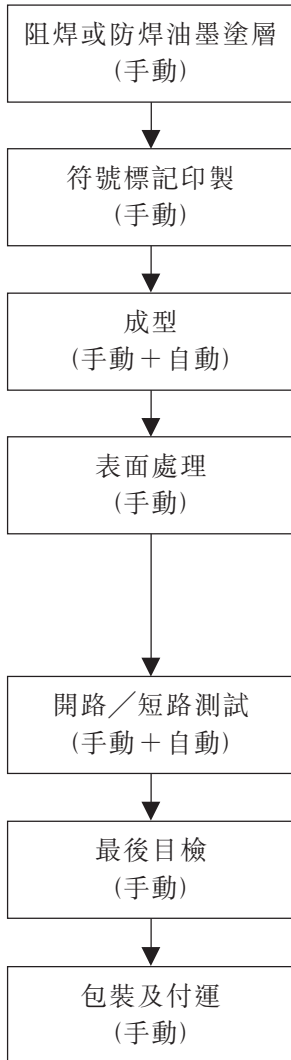 阻焊或防焊油墨塗層
(手動)
符號標記印製
(手動)
成型
(手動＋自動)
表面處理
(手動)
開路／短路測試
(手動＋自動)
最後目檢
(手動)
包裝及付運
(手動)